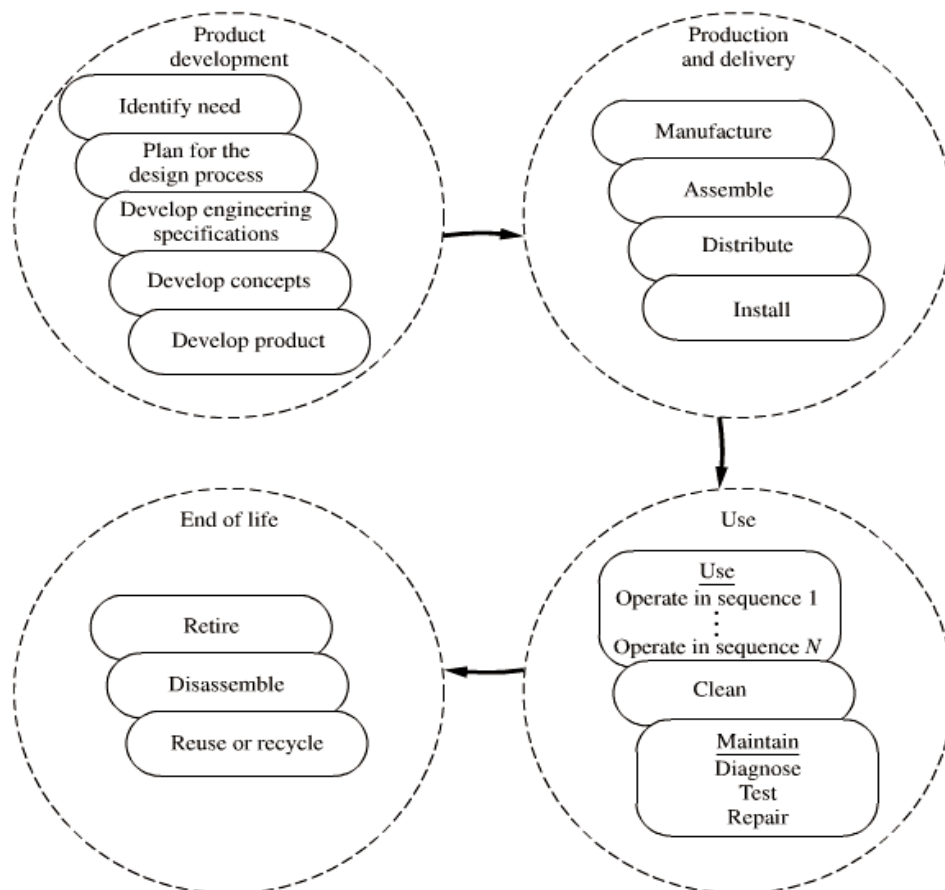 Product
development
Identify need
Plan for the
design process
Develop engineering
specifications
Develop concepts
Develop product
Production
and delivery
Manufacture
Assemble
Distribute
Install
End of life
Retire
Disassemble
Reuse or recycle
Use
Use
Operate in sequence 1
⋮
Operate in sequence N
Clean
Maintain
Diagnose
Test
Repair